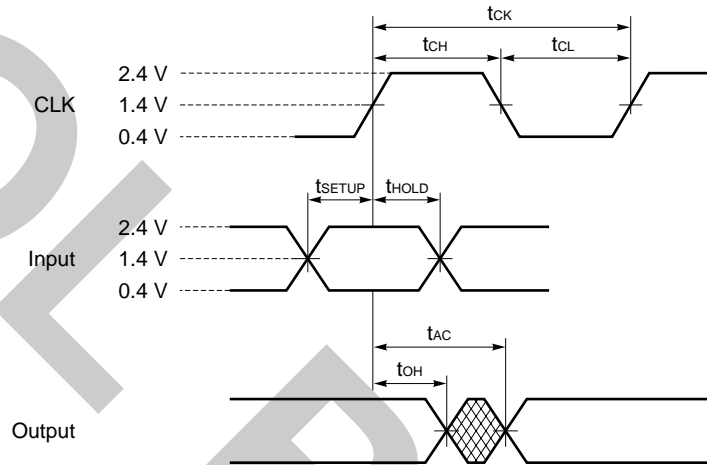 tCK
tCH tCL
2.4 V
CLK 1.4 V
0.4 V
tSETUP tHOLD
2.4 V
Input 1.4 V
0.4 V
tAC
tOH
Output